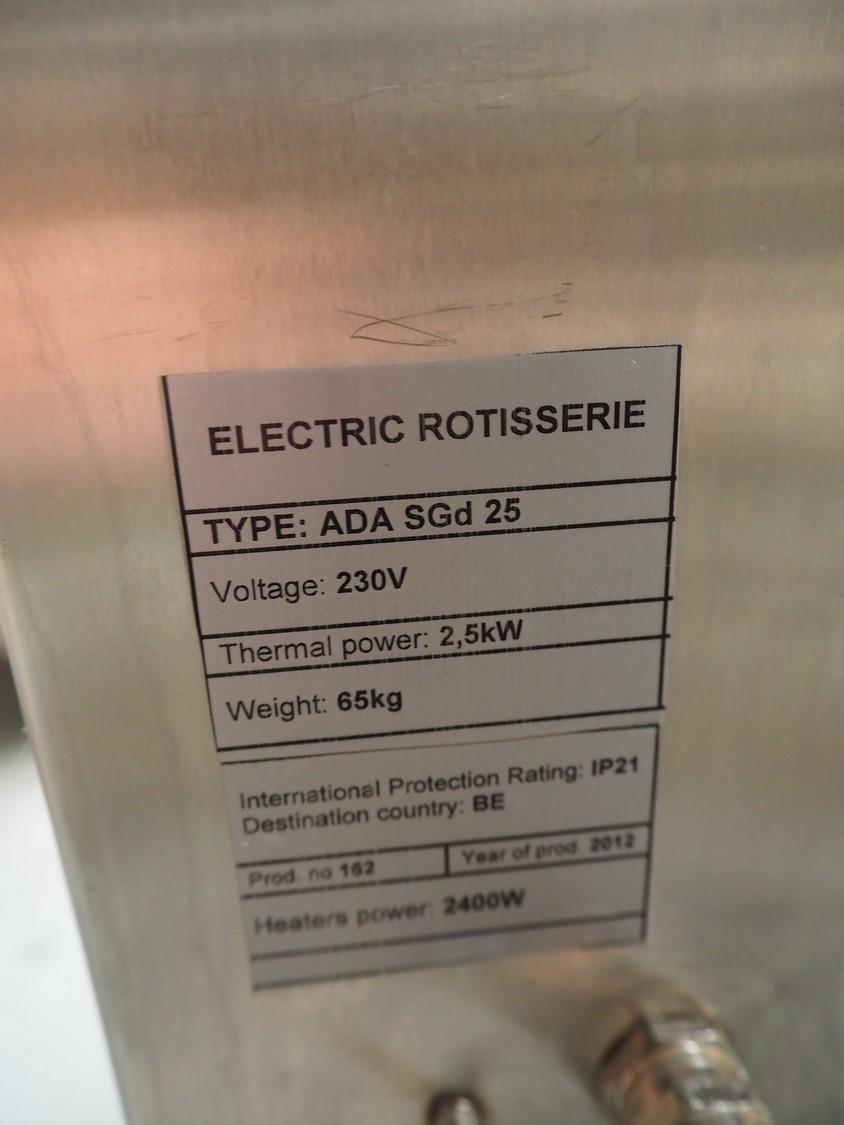 ELECTRIC ROTISSERIE
TYPE: ADA SGd 25
Voltage: 230V
Thermal power: 2,5kW
Weight: 65kg
International Protection Rating: IP21
Destination country: BE
Prod. no 162 Year of prod. 2012
Heaters power: 2400W